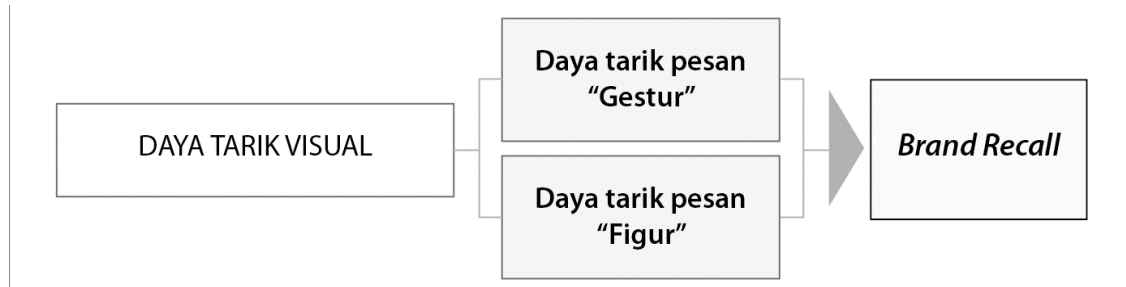 DAYA TARIK VISUAL
Daya tarik pesan
“Gestur”
Daya tarik pesan
“Figur”
Brand Recall